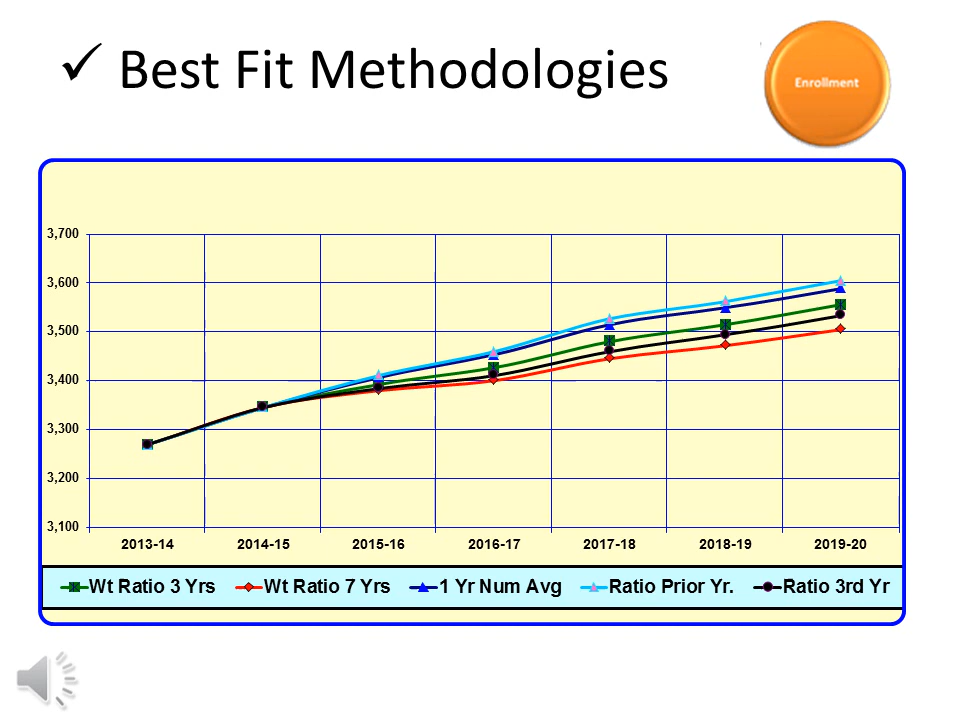 ✓ Best Fit Methodologies
Enrollment
3,700
3,600
3,500
3,400
3,300
3,200
3,100
2013-14 2014-15 2015-16 2016-17 2017-18 2018-19 2019-20
Wt Ratio 3 Yrs Wt Ratio 7 Yrs 1 Yr Num Avg Ratio Prior Yr. Ratio 3rd Yr